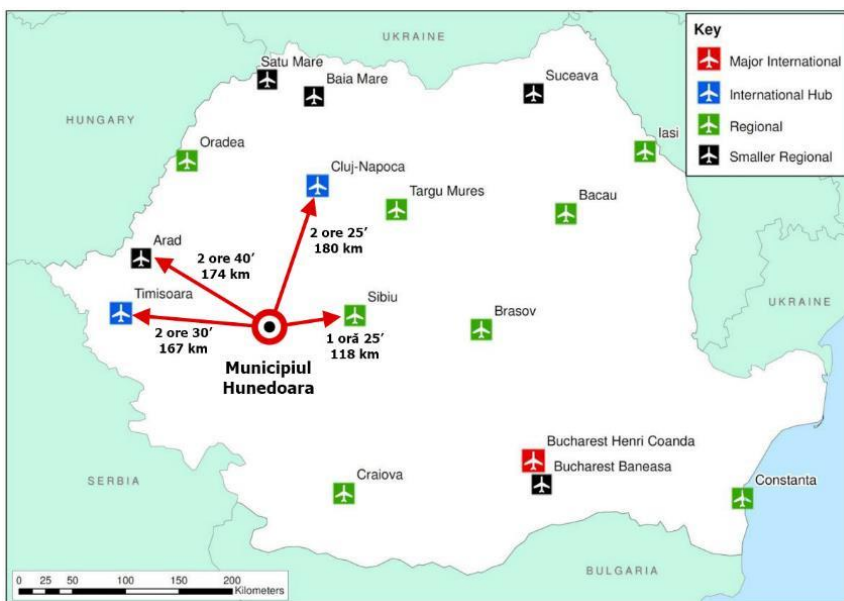 UKRAINE
Key
Major International
International Hub
Regional
Smaller Regional
Satu Mare
Baia Mare
Suceava
HUNGARY
Oradea
Iasi
Cluj-Napoca
Targu Mures
Bacau
2 ore 25’
180 km
Arad
2 ore 40’
174 km
Timisoara
Sibiu
UKRAINE
Brasov
2 ore 30’
167 km
1 oră 25’
118 km
Municipiul
Hunedoara
Bucharest Henri Coanda
Bucharest Baneasa
SERBIA
Craiova
Constanta
BULGARIA
0 25 50 100 150 200
Kilometers